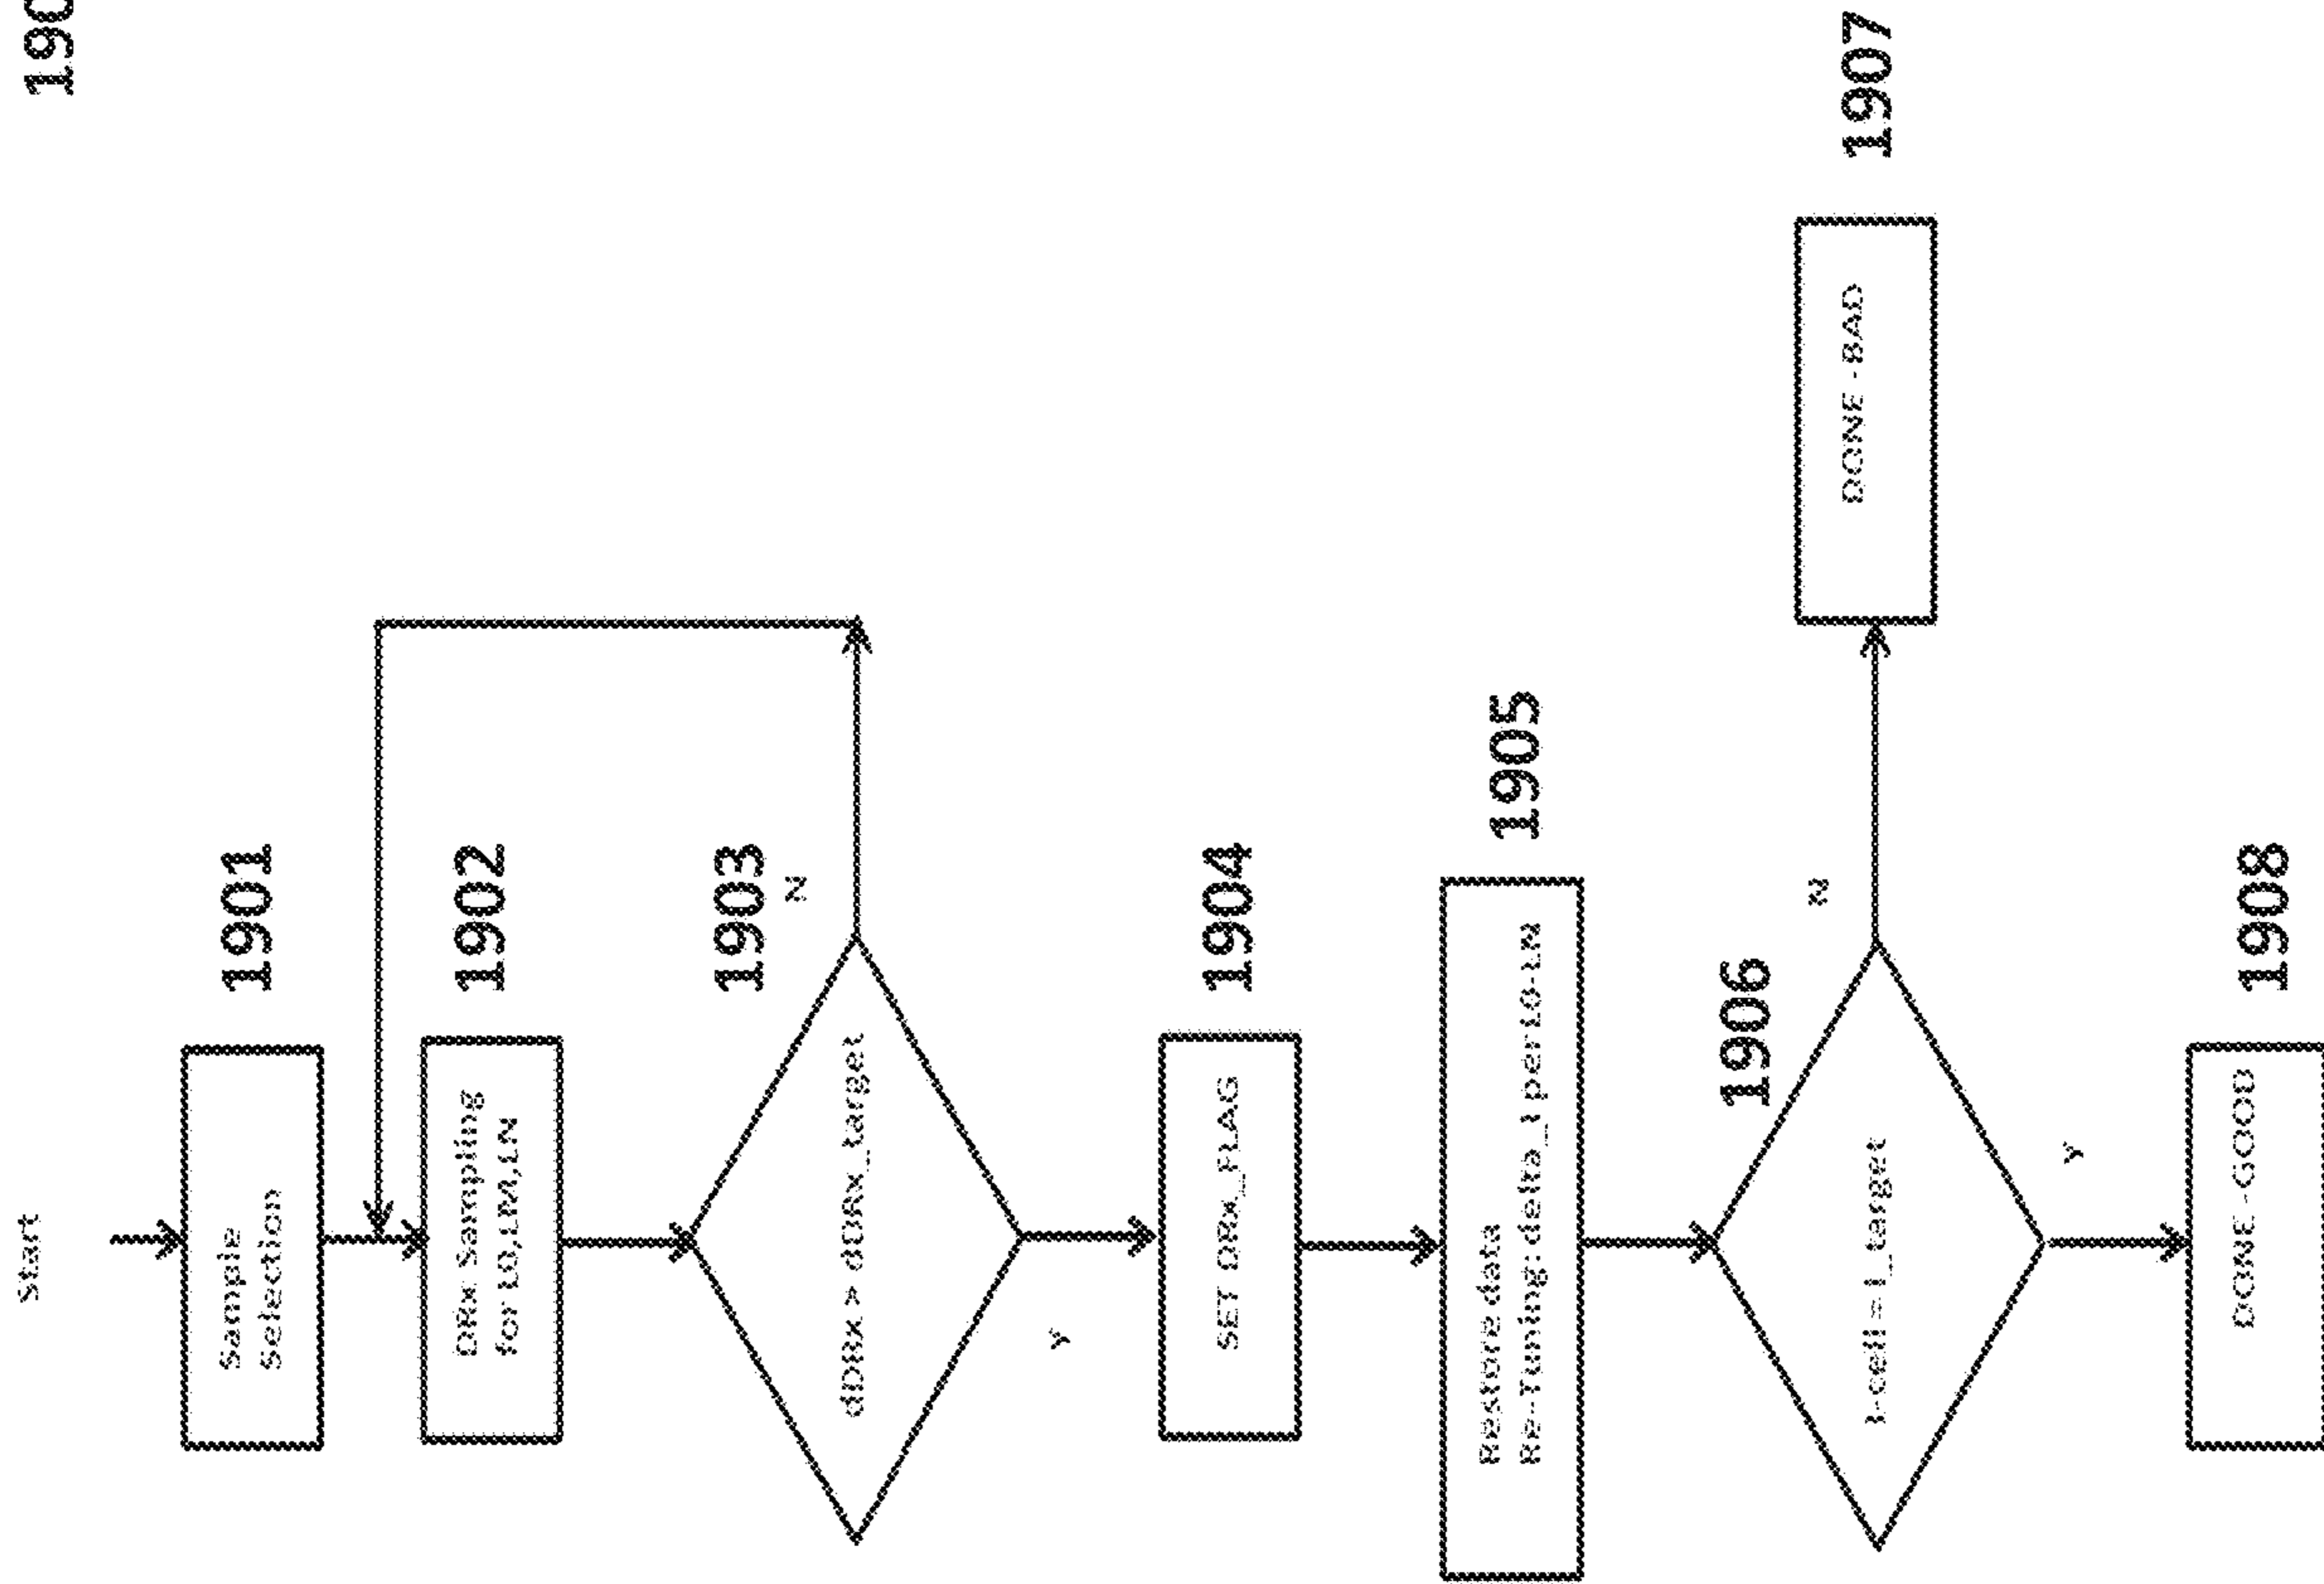 190
Start
Sample
Selection
1901
DRx Sampling
for L0,LM,LN
1902
1903
dDRx > dDRx_target
N
Y
SET DRx_FLAG
1904
Restore data
Re-Tuning: delta_I per L0-LN
1905
1906
I-cell = I_target
N
DONE -BAD
1907
Y
DONE -GOOD
1908